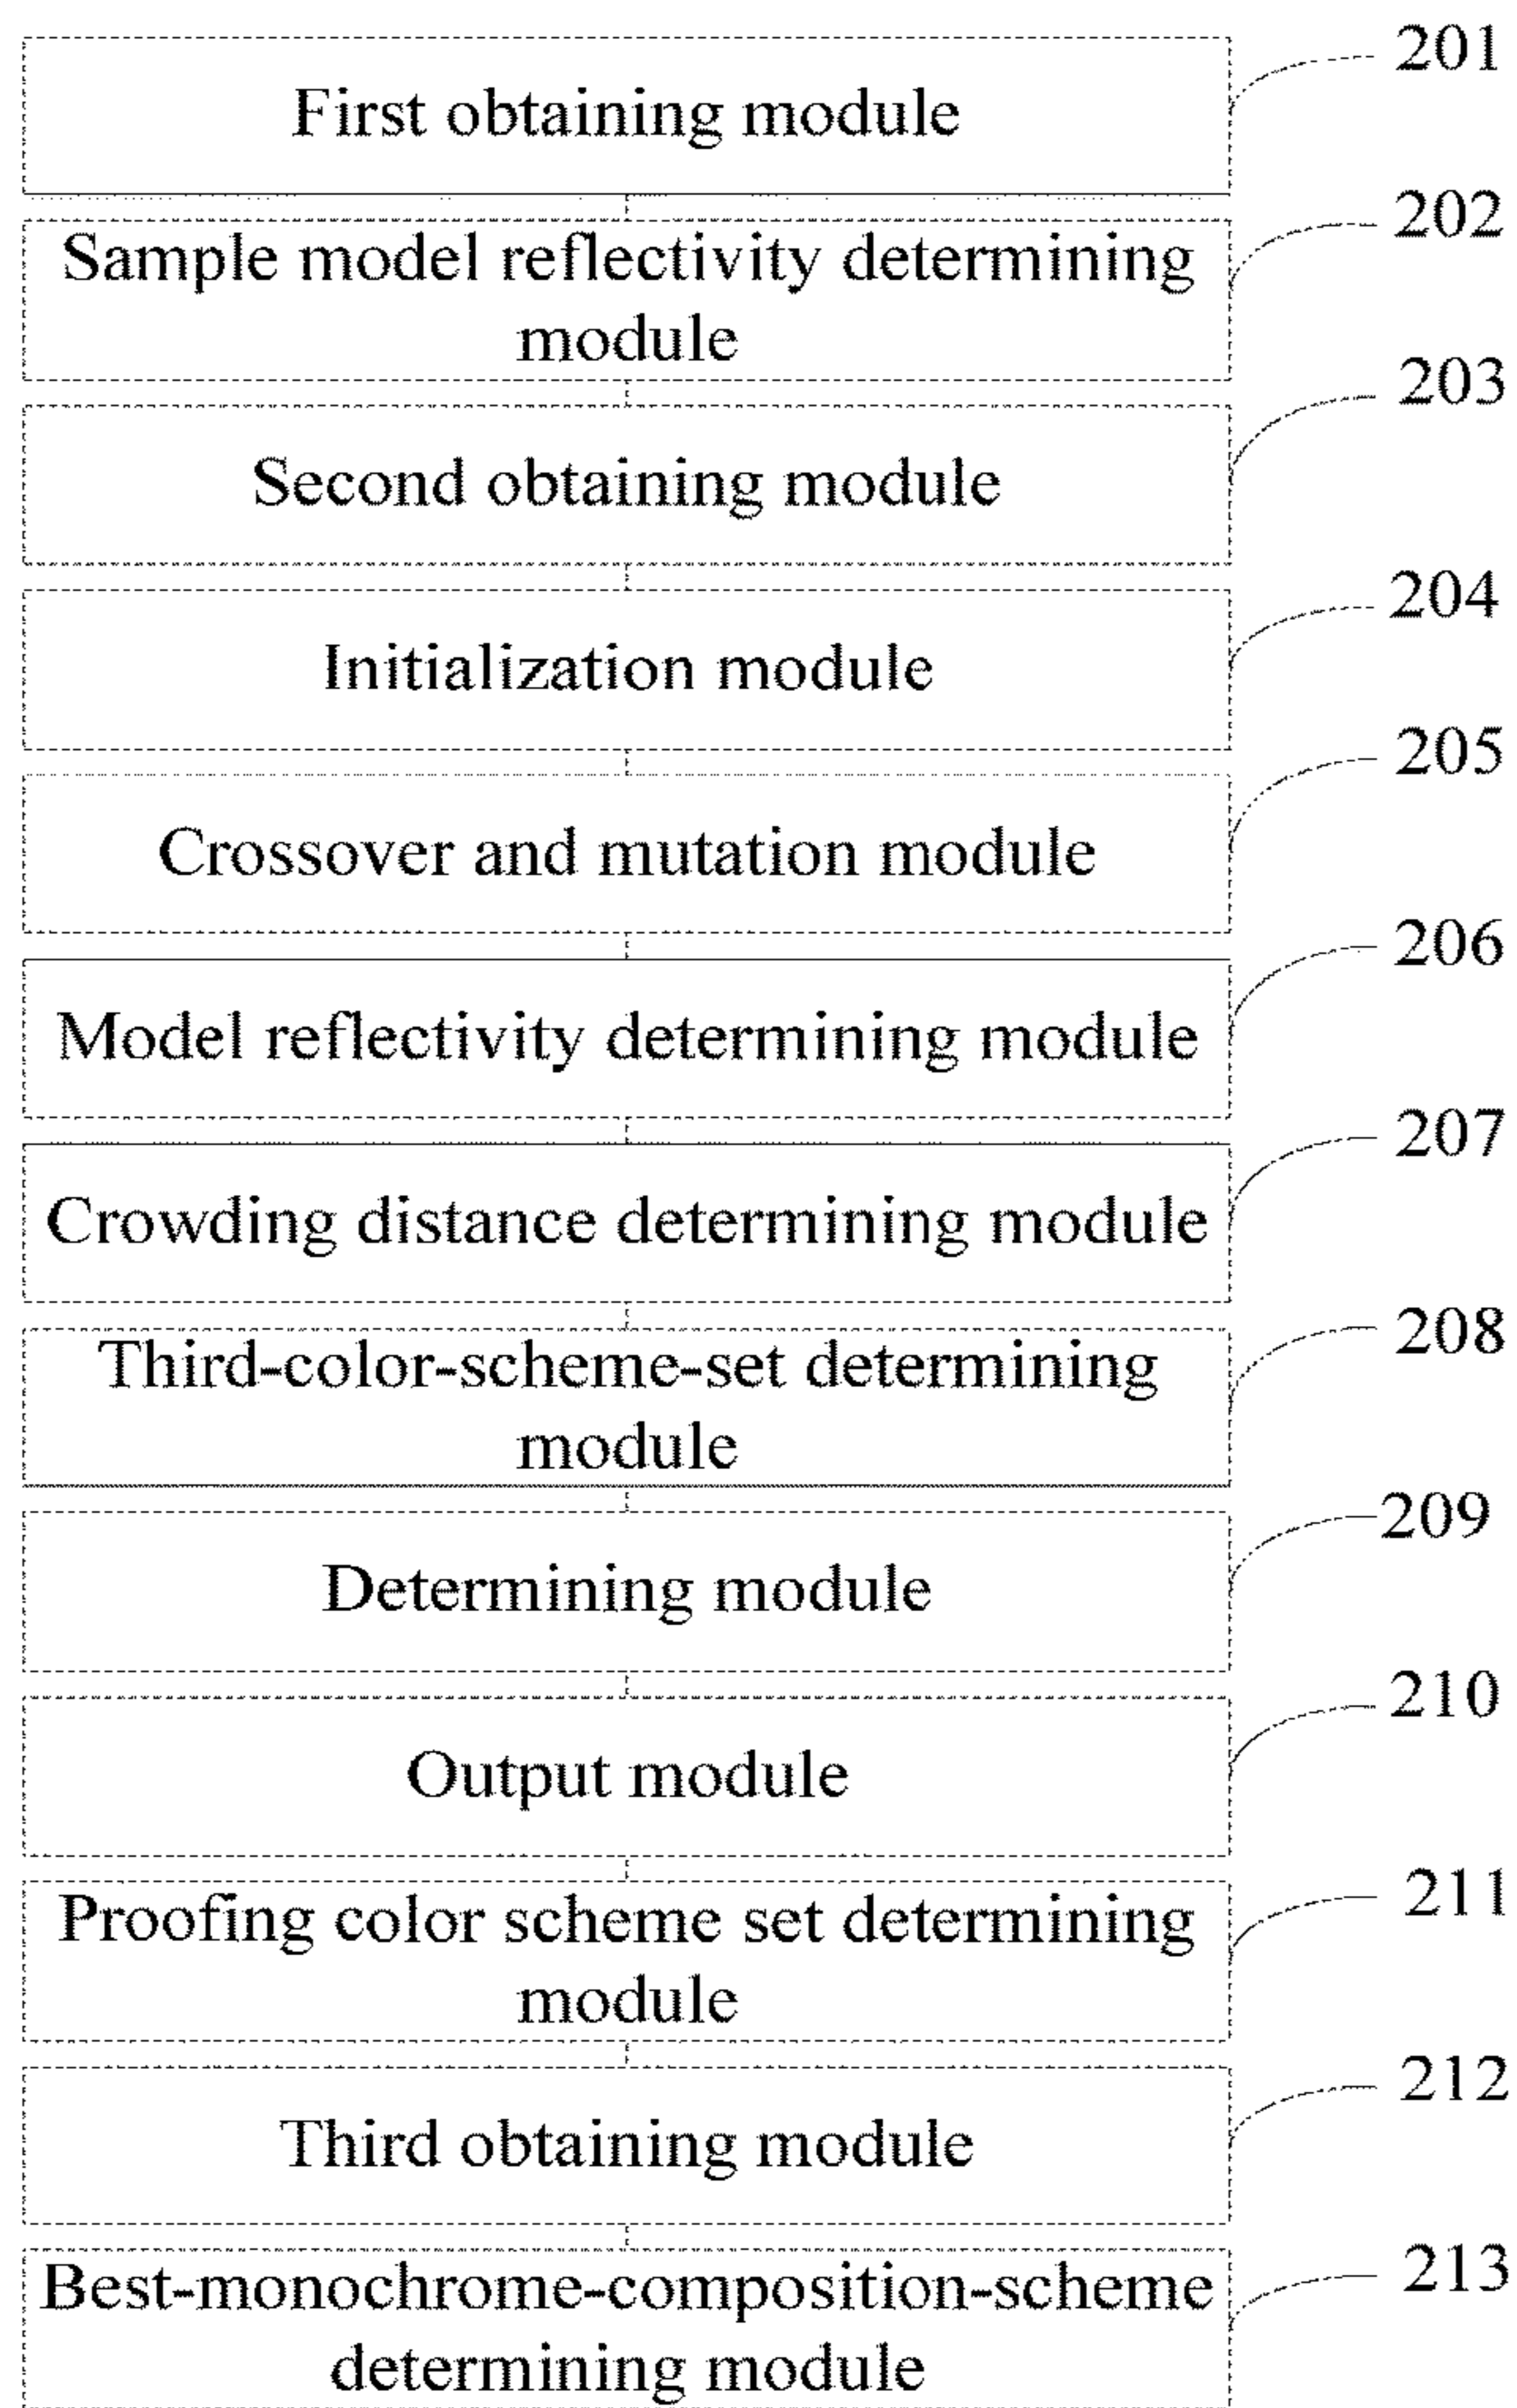 201
First obtaining module
202
Sample model reflectivity determining
module
203
Second obtaining module
204
Initialization module
205
Crossover and mutation module
206
Model reflectivity determining module
207
Crowding distance determining module
208
Third-color-scheme-set determining
module
209
Determining module
210
Output module
211
Proofing color scheme set determining
module
212
Third obtaining module
213
Best-monochrome-composition-scheme
determining module